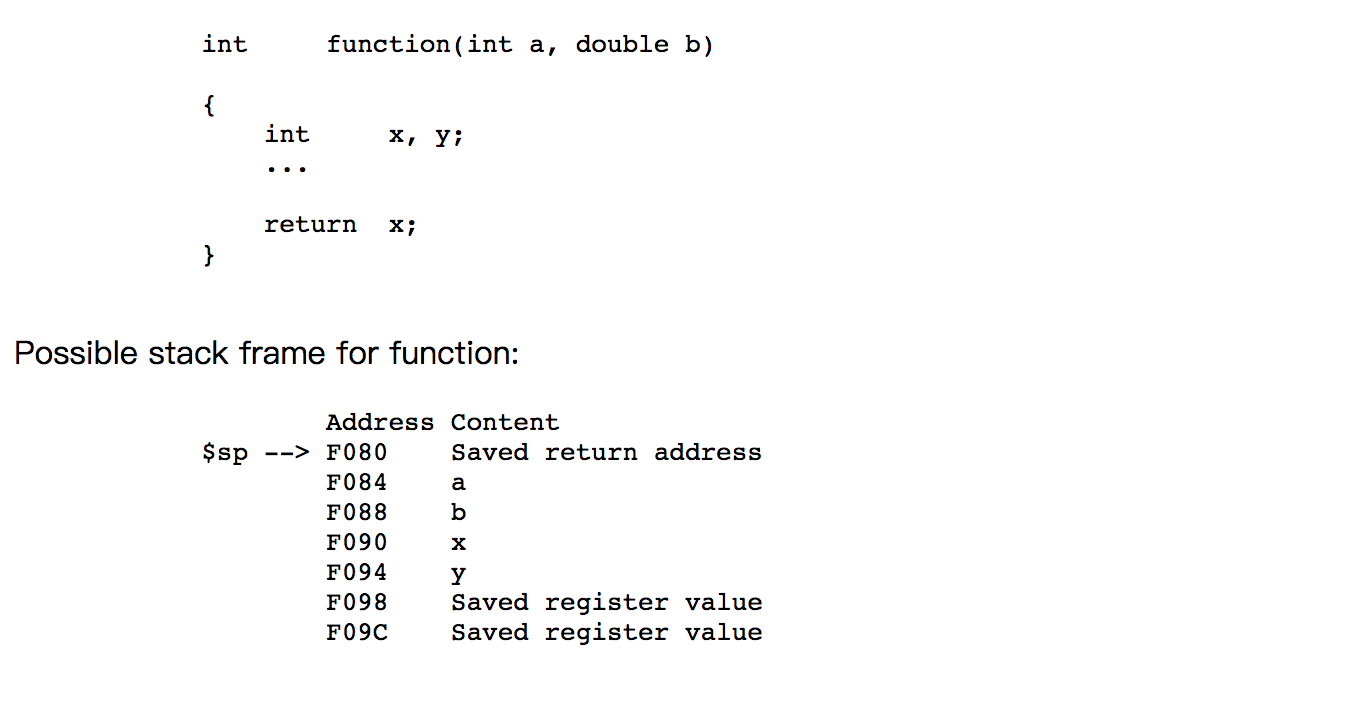 int     function(int a, double b)
{
    int     x, y;
    ...
    return  x;
}
Possible stack frame for function:
        Address Content
$sp --> F080    Saved return address
        F084    a
        F088    b
        F090    x
        F094    y
        F098    Saved register value
        F09C    Saved register value